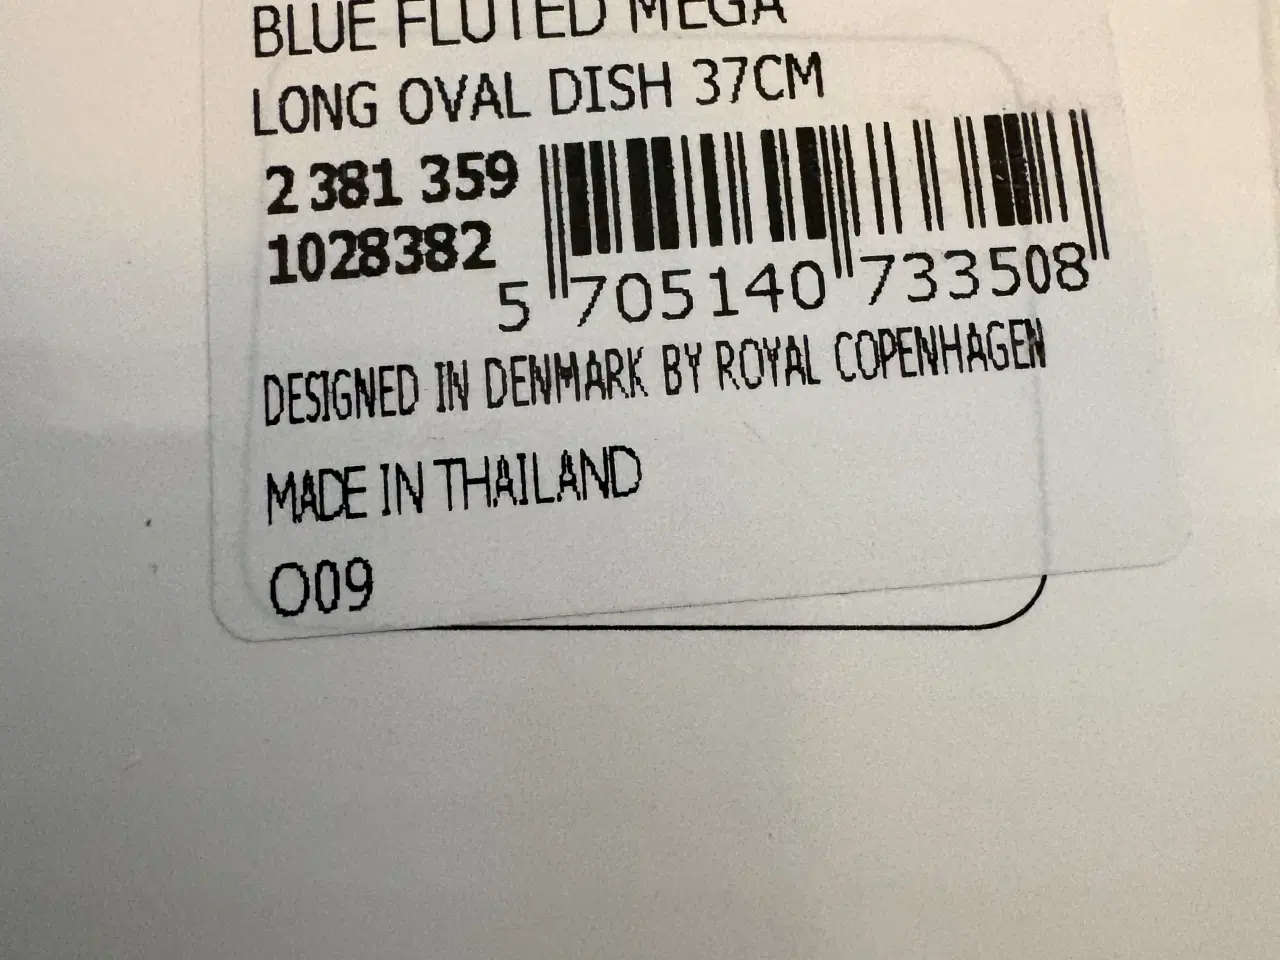 BLUE FLUTED MEGA
LONG OVAL DISH 37CM
2 381 359
1028382
5 705140 733508
DESIGNED IN DENMARK BY ROYAL COPENHAGEN
MADE IN THAILAND
O09